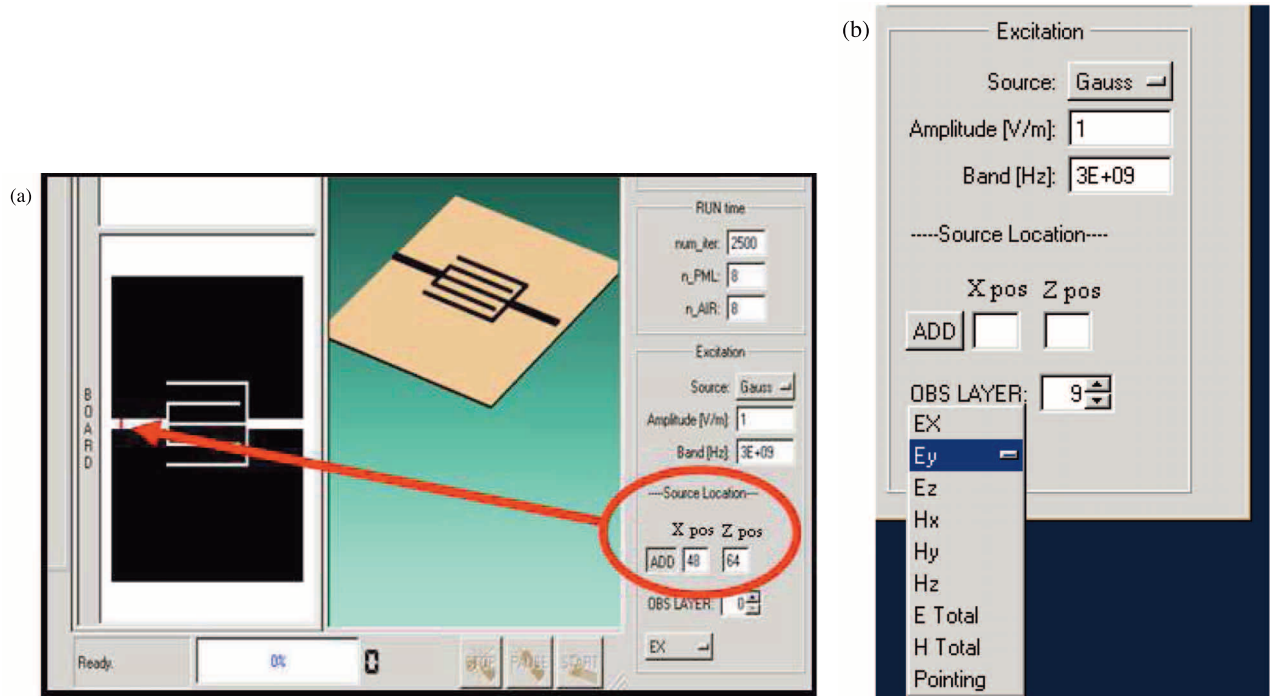 (a)
BOARD
RUN time
num_iter: 2500
n_PML: 8
n_AIR: 8
Excitation
Source: Gauss
Amplitude [V/m]: 1
Band [Hz]: 3E+09
----Source Location---
X pos Z pos
ADD 48 64
OBS LAYER: 0
EX
Ready. 0% 0 STOP PAUSE START
(b)
Excitation
Source: Gauss
Amplitude [V/m]: 1
Band [Hz]: 3E+09
-----Source Location----
X pos Z pos
ADD
OBS LAYER: 9
EX
Ey
Ez
Hx
Hy
Hz
E Total
H Total
Pointing